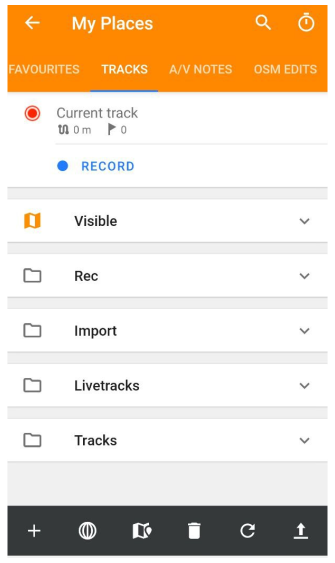 My Places
FAVOURITES TRACKS A/V NOTES OSM EDITS
Current track
0 m 0
RECORD
Visible
Rec
Import
Livetracks
Tracks